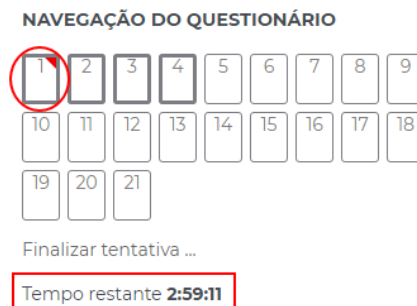 NAVEGAÇÃO DO QUESTIONÁRIO
1 2 3 4 5 6 7 8 9
10 11 12 13 14 15 16 17 18
19 20 21
Finalizar tentativa ...
Tempo restante 2:59:11